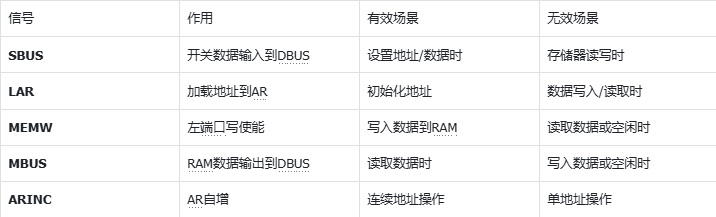 信号 作用 有效场景 无效场景
SBUS 开关数据输入到DBUS 设置地址/数据时 存储器读写时
LAR 加载地址到AR 初始化地址 数据写入/读取时
MEMW 左端口写使能 写入数据到RAM 读取数据或空闲时
MBUS RAM数据输出到DBUS 读取数据时 写入数据或空闲时
ARINC AR自增 连续地址操作 单地址操作